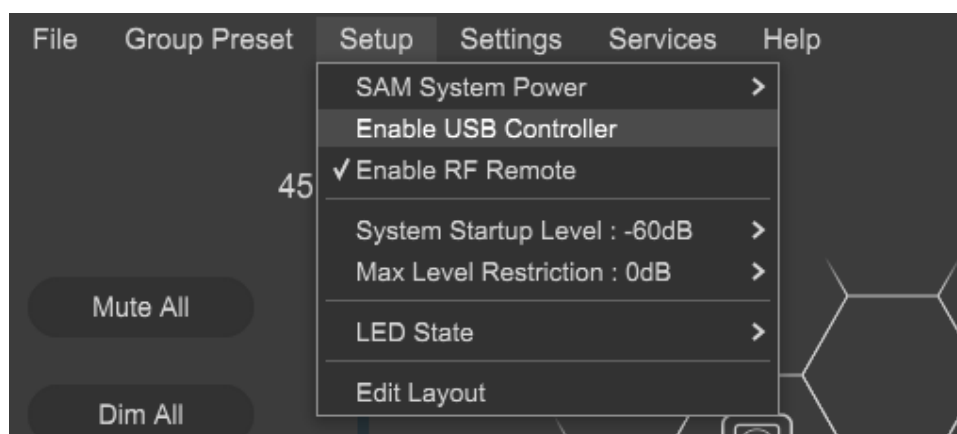 File Group Preset Setup Settings Services Help
SAM System Power
Enable USB Controller
✓ Enable RF Remote
45
System Startup Level : -60dB
Max Level Restriction : 0dB
Mute All
LED State
Edit Layout
Dim All